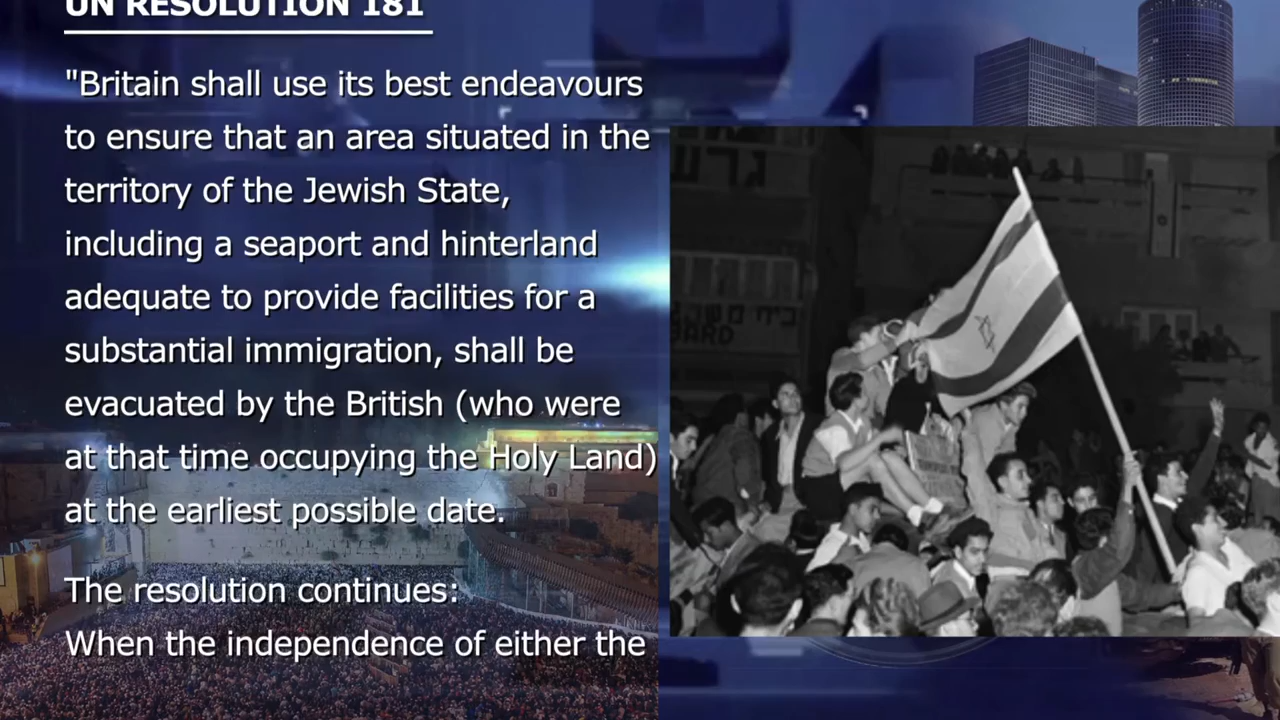 UN RESOLUTION 181
"Britain shall use its best endeavours
to ensure that an area situated in the
territory of the Jewish State,
including a seaport and hinterland
adequate to provide facilities for a
substantial immigration, shall be
evacuated by the British (who were
at that time occupying the Holy Land)
at the earliest possible date.
The resolution continues:
When the independence of either the